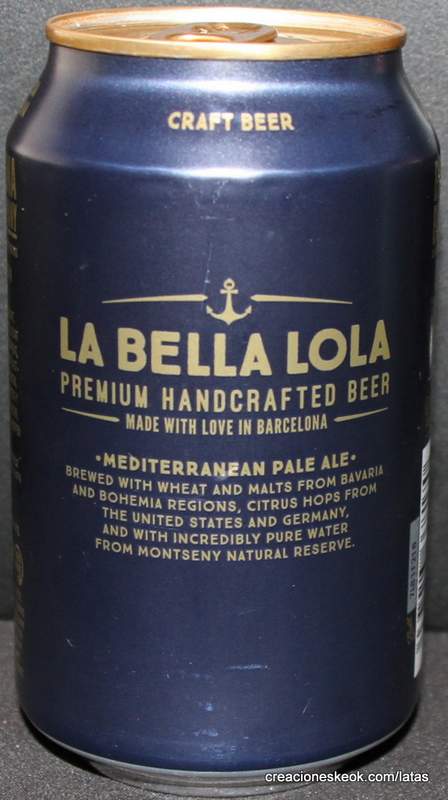 CRAFT BEER
LA BELLA LOLA
PREMIUM HANDCRAFTED BEER
MADE WITH LOVE IN BARCELONA
•MEDITERRANEAN PALE ALE•
BREWED WITH WHEAT AND MALTS FROM BAVARIA
AND BOHEMIA REGIONS, CITRUS HOPS FROM
THE UNITED STATES AND GERMANY,
AND WITH INCREDIBLY PURE WATER
FROM MONTSENY NATURAL RESERVE.
creacioneskeok.com/latas